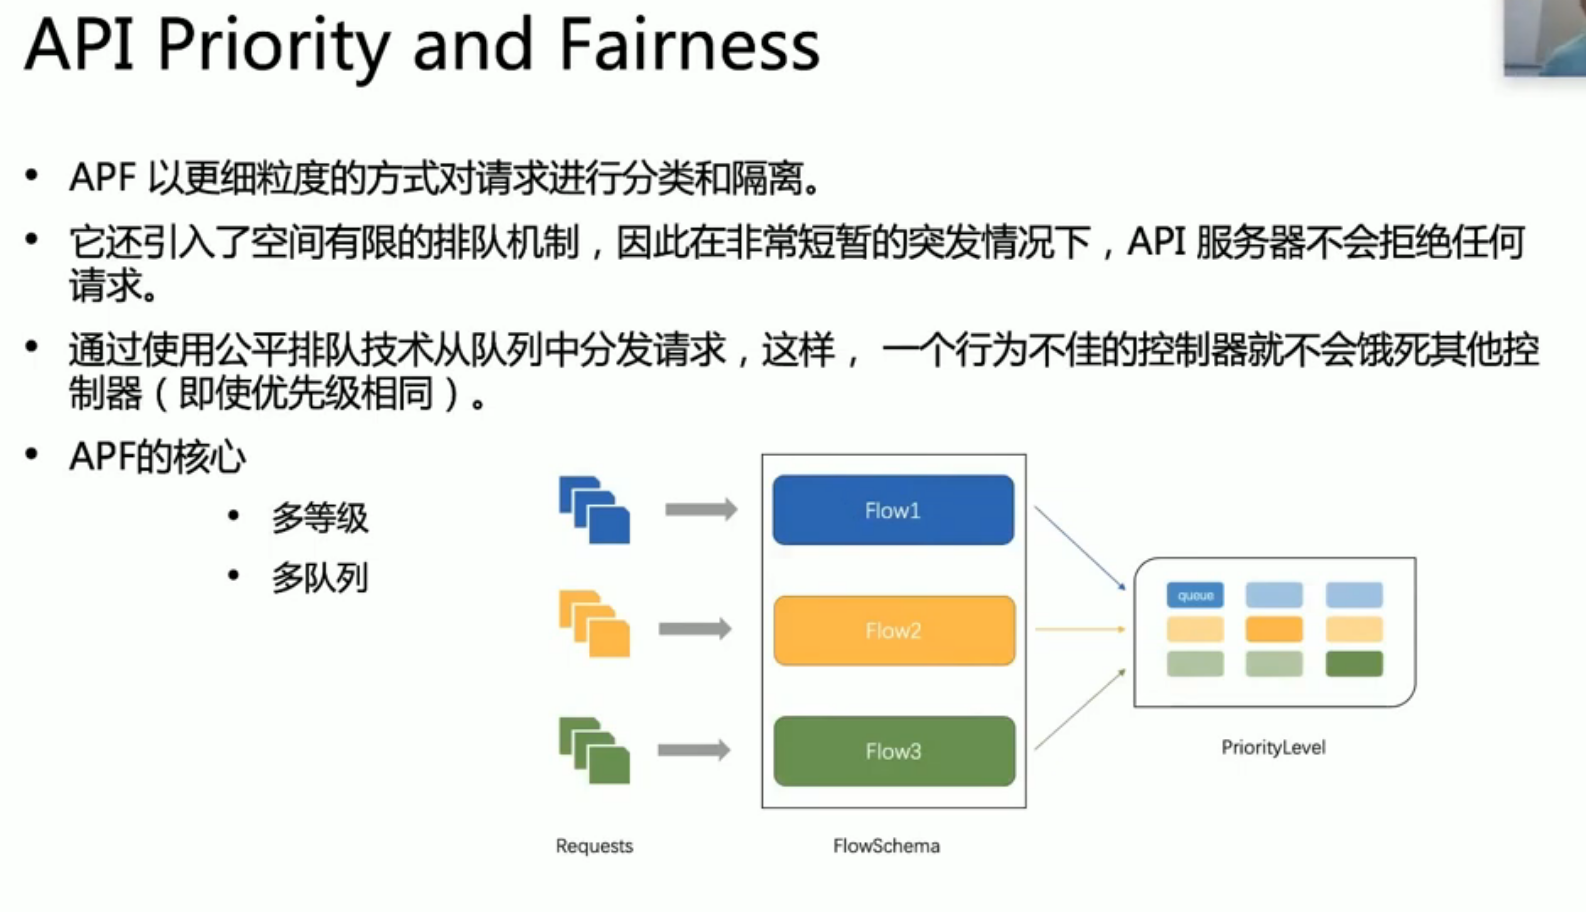 API Priority and Fairness
• APF 以更细粒度的方式对请求进行分类和隔离。
• 它还引入了空间有限的排队机制，因此在非常短暂的突发情况下，API 服务器不会拒绝任何
请求。
• 通过使用公平排队技术从队列中分发请求，这样， 一个行为不佳的控制器就不会饿死其他控
制器（即使优先级相同）。
• APF的核心
• 多等级
• 多队列
Flow1
queue
Flow2
Flow3
PriorityLevel
Requests
FlowSchema